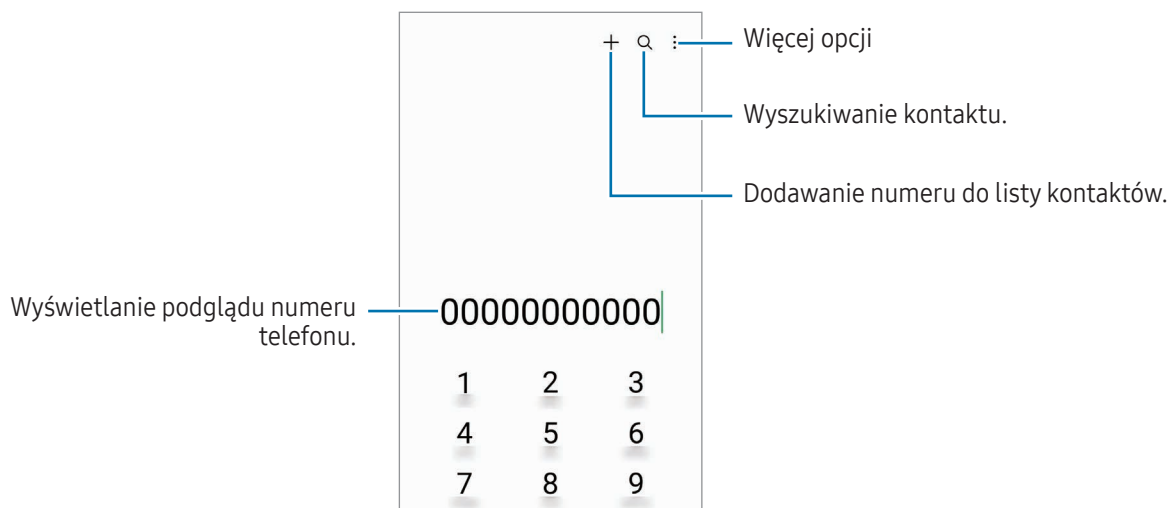 Więcej opcji
Wyszukiwanie kontaktu.
Dodawanie numeru do listy kontaktów.
Wyświetlanie podglądu numeru
telefonu.
00000000000
1 2 3
4 5 6
7 8 9